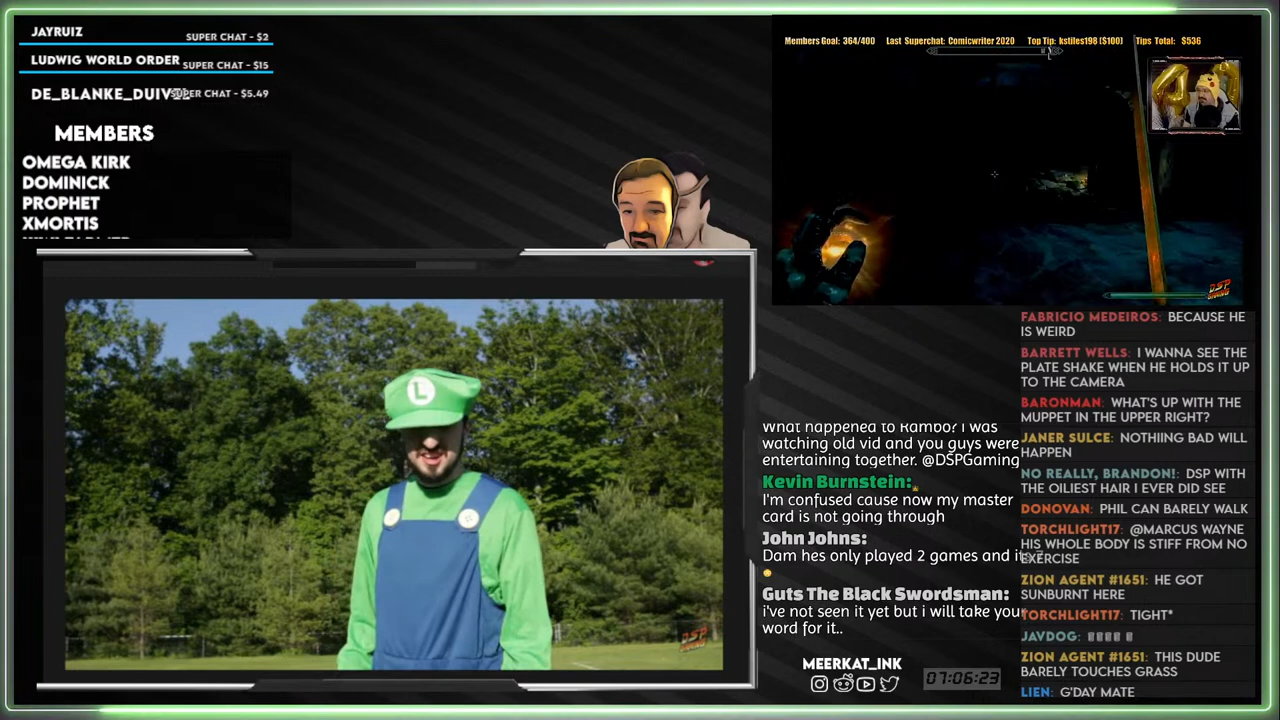 JAYRUIZ
SUPER CHAT - $2
LUDWIG WORLD ORDER
SUPER CHAT - $15
DE_BLANKE_DUIV
SUPER CHAT - $5.49
MEMBERS
OMEGA KIRK
DOMINICK
PROPHET
XMORTIS
Members Goal: 364/400 Last Superchat: Comicwriter 2020 Top Tip: kstiles198 ($100) Tips Total: $536
DSP
GAMING
L
DSP
What happened to Rambo? I was
watching old vid and you guys were
entertaining together. @DSPGaming
Kevin Burnstein:
I'm confused cause now my master
card is not going through
John Johns:
Dam hes only played 2 games and
Guts The Black Swordsman:
i've not seen it yet but i will take your
word for it..
MEERKAT_INK
07:06:23
FABRICIO MEDEIROS: BECAUSE HE
IS WEIRD
BARRETT WELLS: I WANNA SEE THE
PLATE SHAKE WHEN HE HOLDS IT UP
TO THE CAMERA
BARONMAN: WHAT'S UP WITH THE
MUPPET IN THE UPPER RIGHT?
JANER SULCE: NOTHIING BAD WILL
HAPPEN
NO REALLY, BRANDON!: DSP WITH
THE OILIEST HAIR I EVER DID SEE
DONOVAN: PHIL CAN BARELY WALK
TORCHLIGHT17: @MARCUS WAYNE
HIS WHOLE BODY IS STIFF FROM NO
EXERCISE
ZION AGENT #1651: HE GOT
SUNBURNT HERE
TORCHLIGHT17: TIGHT*
JAVDOG:
ZION AGENT #1651: THIS DUDE
BARELY TOUCHES GRASS
LIEN: G'DAY MATE